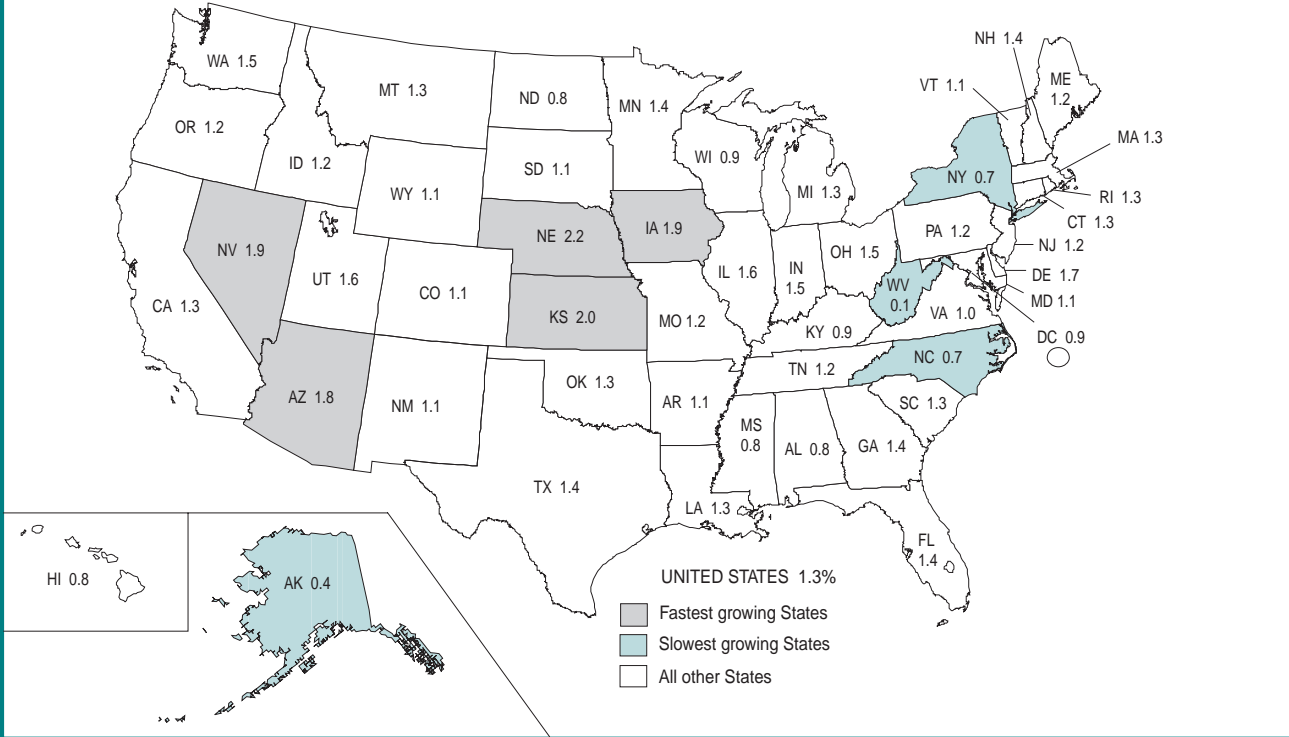 NH 1.4
WA 1.5
VT 1.1
ME
1.2
MT 1.3
ND 0.8
MN 1.4
OR 1.2
MA 1.3
WI 0.9
ID 1.2
SD 1.1
NY 0.7
WY 1.1
MI 1.3
RI 1.3
CT 1.3
IA 1.9
PA 1.2
NE 2.2
NJ 1.2
NV 1.9
OH 1.5
IL 1.6
IN
1.5
DE 1.7
UT 1.6
WV
0.1
MD 1.1
CO 1.1
CA 1.3
VA 1.0
KS 2.0
MO 1.2
KY 0.9
DC 0.9
NC 0.7
TN 1.2
OK 1.3
AZ 1.8
NM 1.1
AR 1.1
SC 1.3
MS
0.8
AL 0.8
GA 1.4
TX 1.4
LA 1.3
FL
1.4
HI 0.8
AK 0.4
UNITED STATES 1.3%
Fastest growing States
Slowest growing States
All other States